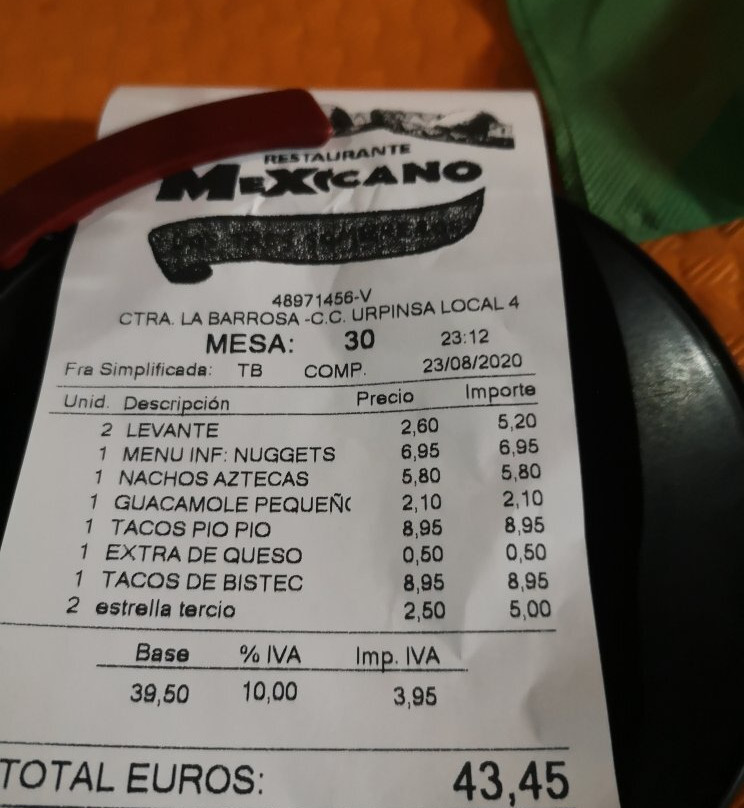 RESTAURANTE
MEXICANO
48971456-V
CTRA. LA BARROSA -C.C. URPINSA LOCAL 4
MESA: 30 23:12
Fra Simplificada: TB COMP. 23/08/2020
Unid. Descripción Precio Importe
2 LEVANTE 2,60 5,20
1 MENU INF: NUGGETS 6,95 6,95
1 NACHOS AZTECAS 5,80 5,80
1 GUACAMOLE PEQUEÑO 2,10 2,10
1 TACOS PIO PIO 8,95 8,95
1 EXTRA DE QUESO 0,50 0,50
1 TACOS DE BISTEC 8,95 8,95
2 estrella tercio 2,50 5,00
Base % IVA Imp. IVA
39,50 10,00 3,95
TOTAL EUROS: 43,45